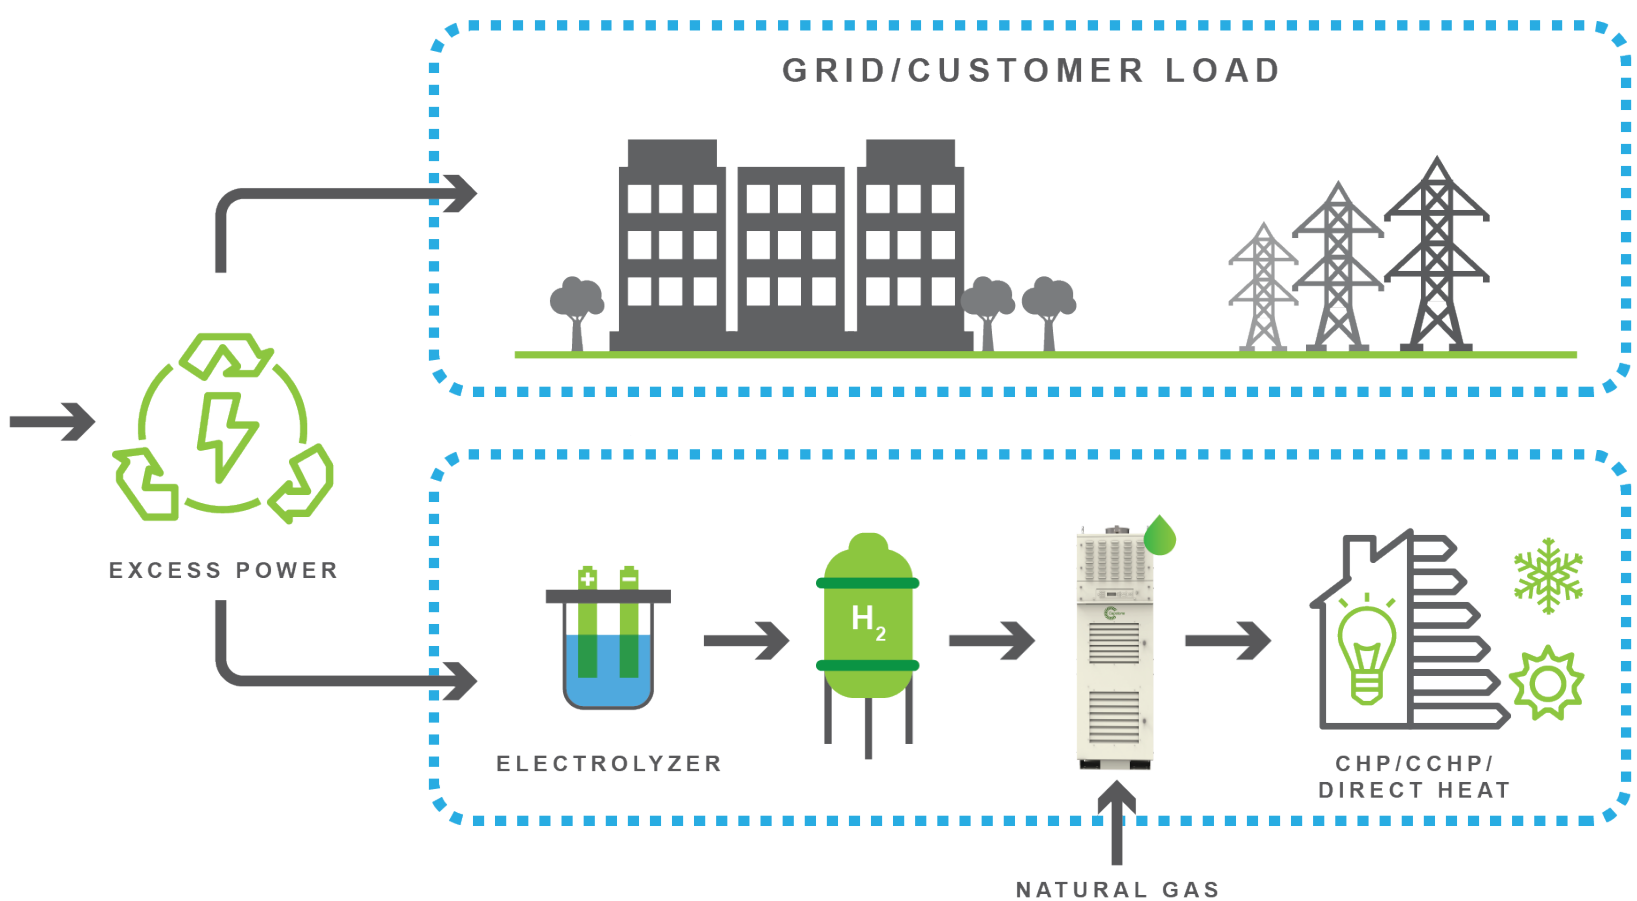 GRID/CUSTOMER LOAD
EXCESS POWER
+ -
H2
ELECTROLYZER
CHP/CCHP/
DIRECT HEAT
NATURAL GAS